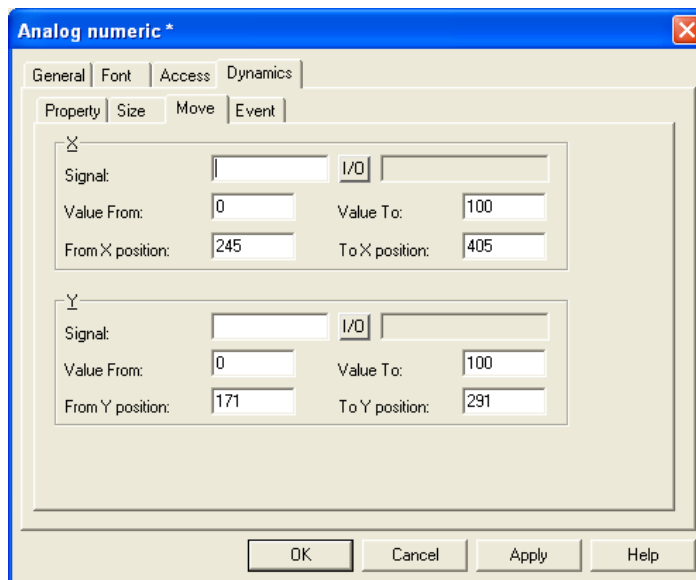 Analog numeric *
General Font Access Dynamics
Property Size Move Event
X
Signal: I/O
Value From: 0 Value To: 100
From X position: 245 To X position: 405
Y
Signal: I/O
Value From: 0 Value To: 100
From Y position: 171 To Y position: 291
OK Cancel Apply Help